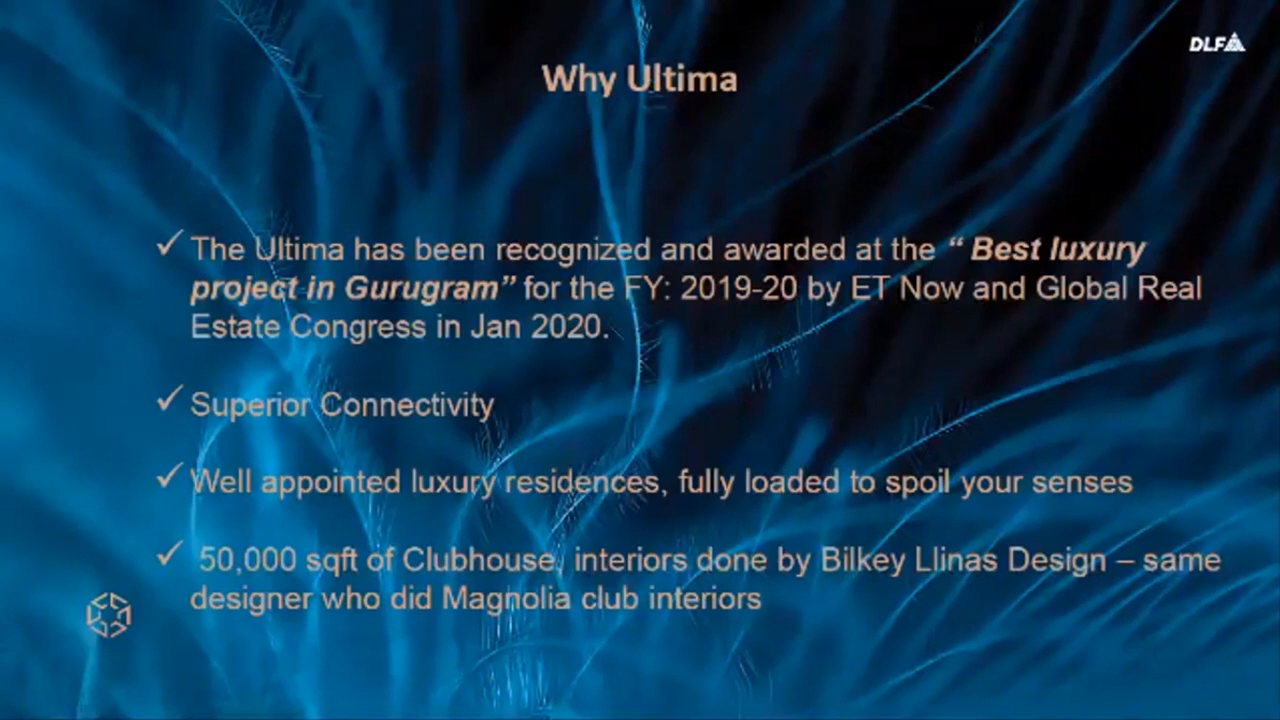 DLF
Why Ultima
✓ The Ultima has been recognized and awarded at the “ Best luxury
project in Gurugram” for the FY: 2019-20 by ET Now and Global Real
Estate Congress in Jan 2020.
✓ Superior Connectivity
✓ Well appointed luxury residences, fully loaded to spoil your senses
✓ 50,000 sqft of Clubhouse, interiors done by Bilkey Llinas Design – same
designer who did Magnolia club interiors